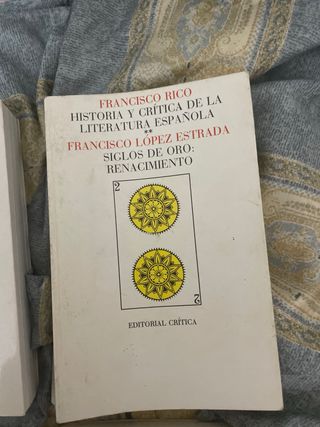 FRANCISCO RICO
HISTORIA Y CRÍTICA DE LA
LITERATURA ESPAÑOLA
**
FRANCISCO LÓPEZ ESTRADA
SIGLOS DE ORO:
RENACIMIENTO
2
2
EDITORIAL CRÍTICA